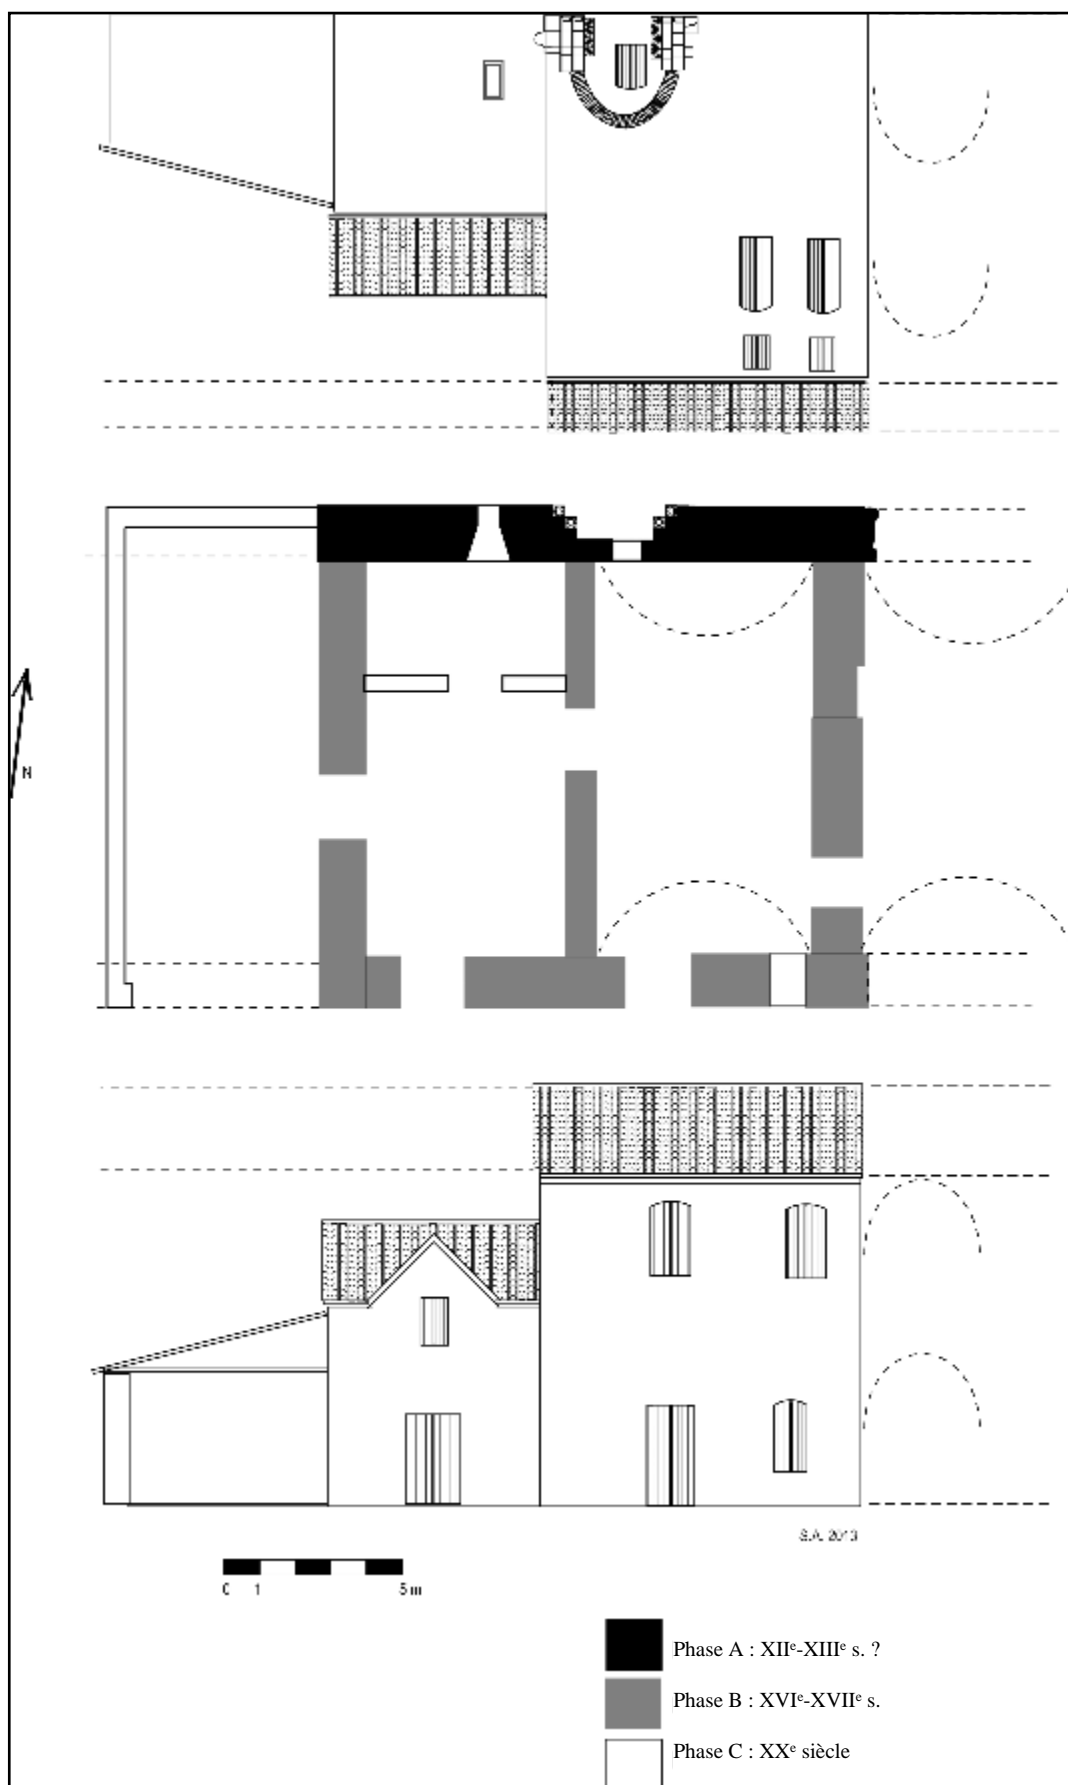 N
S.A. 2013
0 1 5 m
Phase A : XIIᵉ-XIIIᵉ s. ?
Phase B : XVIᵉ-XVIIᵉ s.
Phase C : XXᵉ siècle